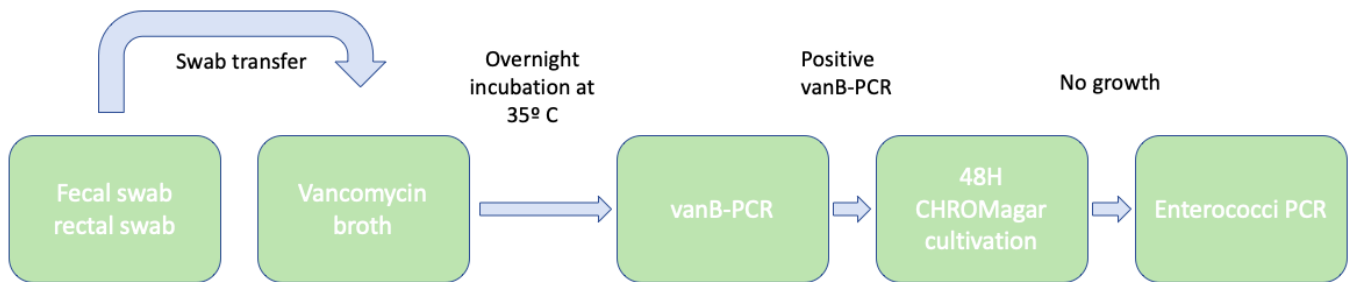 Swab transfer
Overnight
incubation at
35º C
Positive
vanB-PCR
No growth
Fecal swab
rectal swab
Vancomycin
broth
vanB-PCR
48H
CHROMagar
cultivation
Enterococci PCR